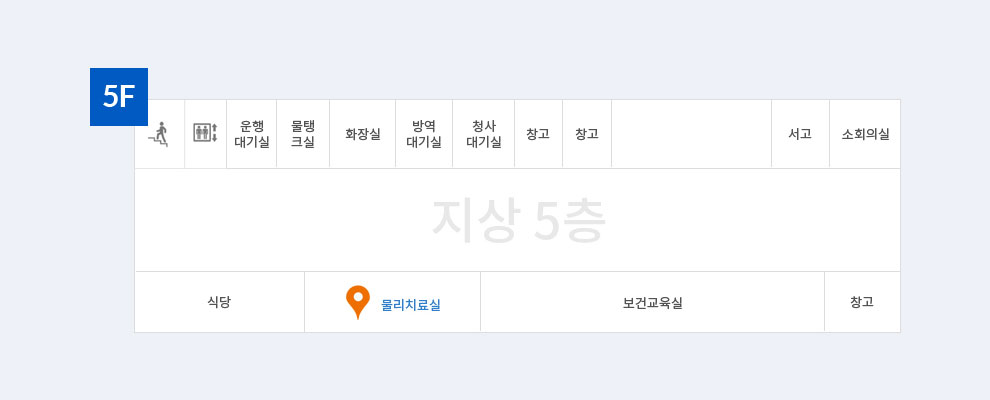 5F
운행
대기실
물탱
크실
화장실
방역
대기실
청사
대기실
창고
창고
서고
소회의실
지상 5층
식당
물리치료실
보건교육실
창고